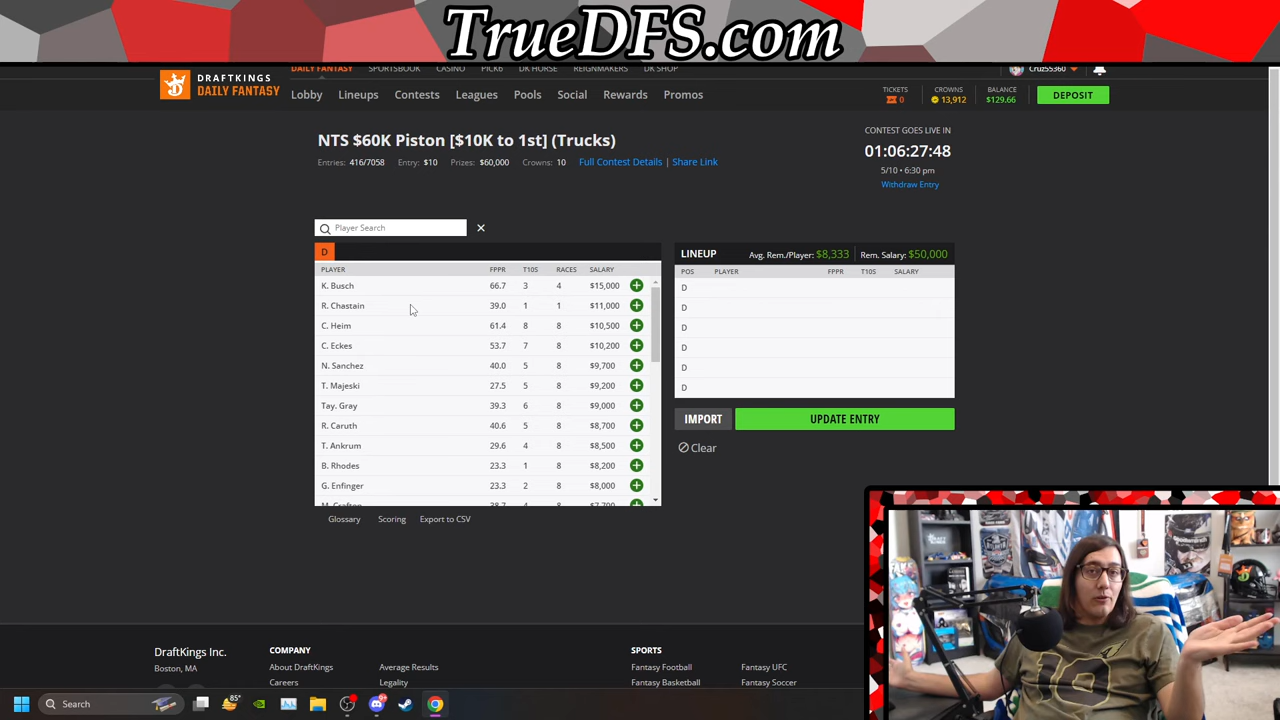 TrueDFS.com
DAILY FANTASY SPORTSBOOK CASINO PICK6 DK HORSE REIGNMAKERS DK SHOP
Cruz55360
DRAFTKINGS
DAILY FANTASY
Lobby Lineups Contests Leagues Pools Social Rewards Promos
TICKETS CROWNS BALANCE
0 13,912 $129.66
DEPOSIT
NTS $60K Piston [$10K to 1st] (Trucks)
Entries: 416/7058 Entry: $10 Prizes: $60,000 Crowns: 10 Full Contest Details | Share Link
CONTEST GOES LIVE IN
01:06:27:48
5/10 • 6:30 pm
Withdraw Entry
Player Search
D
PLAYER FPPR T10S RACES SALARY
K. Busch 66.7 3 4 $15,000
R. Chastain 39.0 1 1 $11,000
C. Heim 61.4 8 8 $10,500
C. Eckes 53.7 7 8 $10,200
N. Sanchez 40.0 5 8 $9,700
T. Majeski 27.5 5 8 $9,200
Tay. Gray 39.3 6 8 $9,000
R. Caruth 40.6 5 8 $8,700
T. Ankrum 29.6 4 8 $8,500
B. Rhodes 23.3 1 8 $8,200
G. Enfinger 23.3 2 8 $8,000
M. Crafton 38.7 4 8 $7,700
Glossary Scoring Export to CSV
LINEUP Avg. Rem./Player: $8,333 Rem. Salary: $50,000
POS PLAYER FPPR T10S SALARY
D
D
D
D
D
D
IMPORT UPDATE ENTRY
Clear
DraftKings Inc.
Boston, MA
COMPANY
About DraftKings
Careers
Average Results
Legality
SPORTS
Fantasy Football
Fantasy Basketball
Fantasy UFC
Fantasy Soccer
Search
85°
10